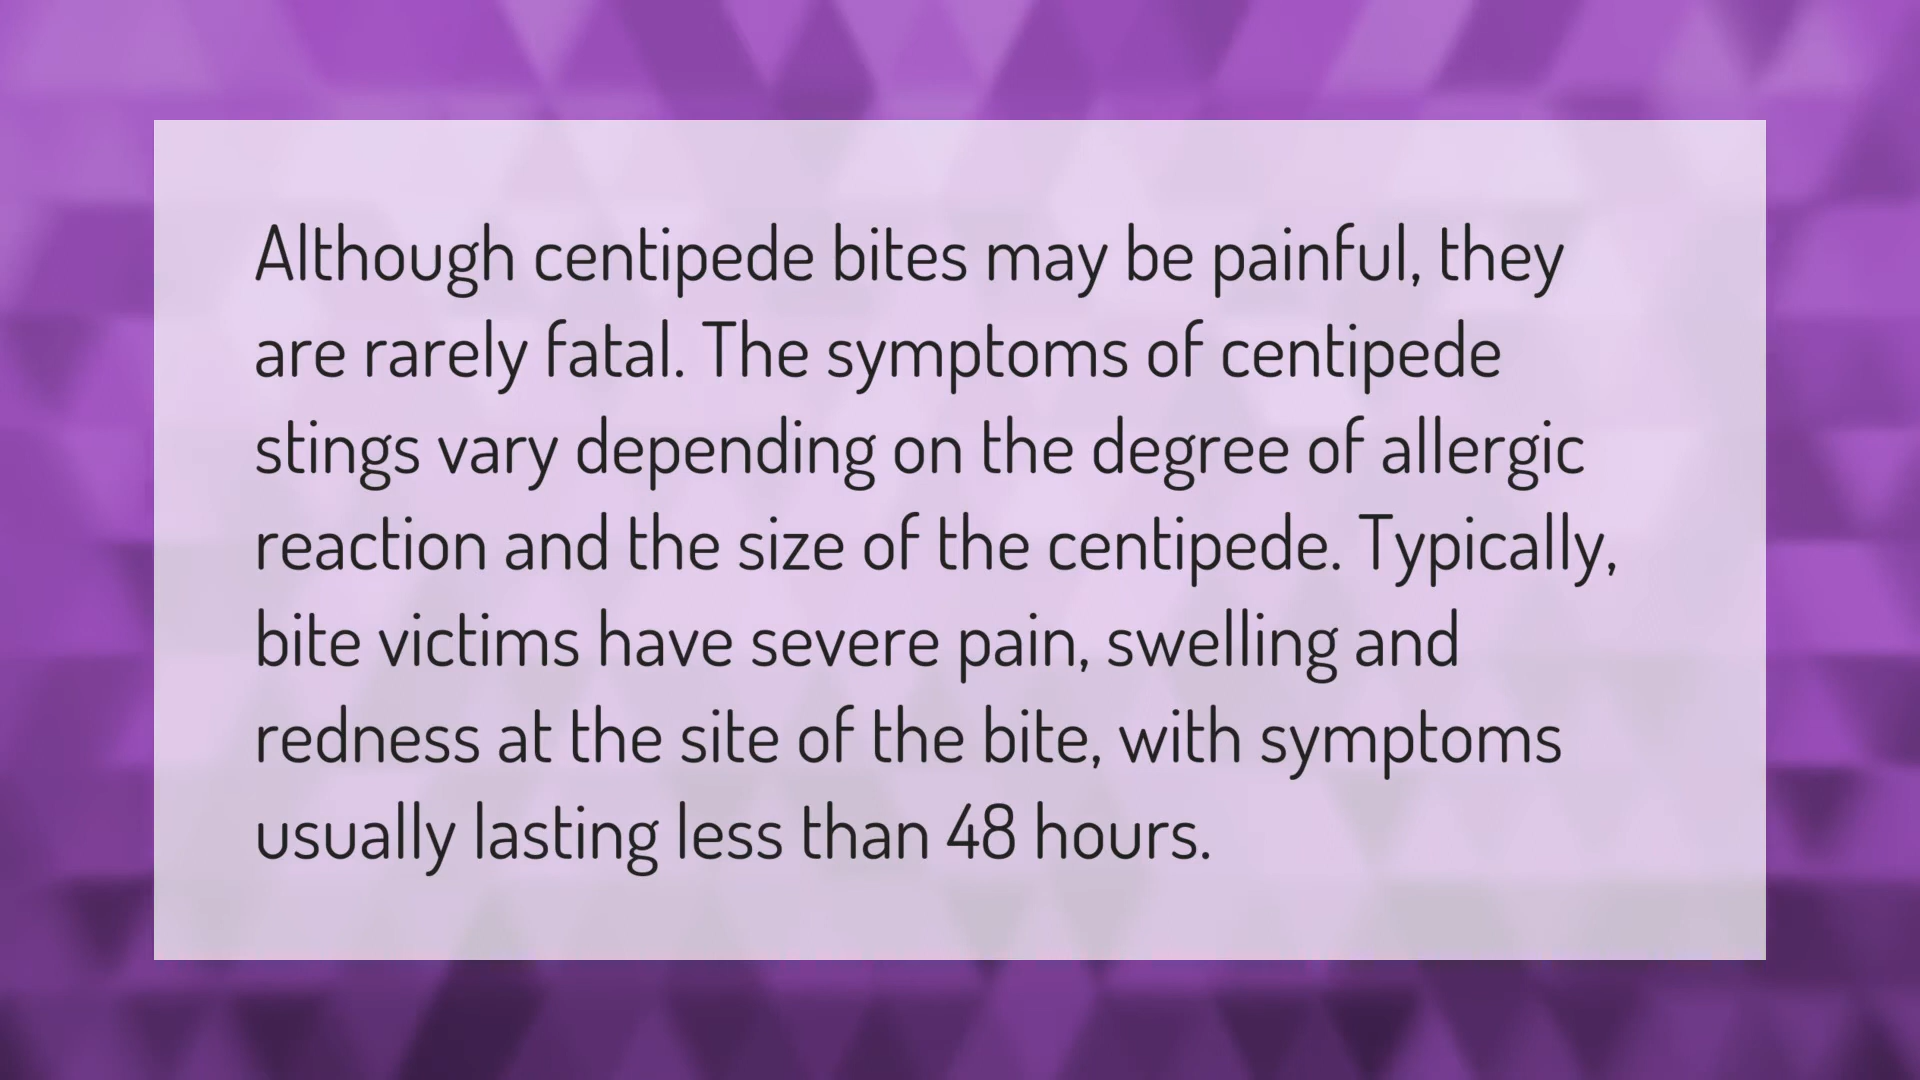 Although centipede bites may be painful, they
are rarely fatal. The symptoms of centipede
stings vary depending on the degree of allergic
reaction and the size of the centipede. Typically,
bite victims have severe pain, swelling and
redness at the site of the bite, with symptoms
usually lasting less than 48 hours.